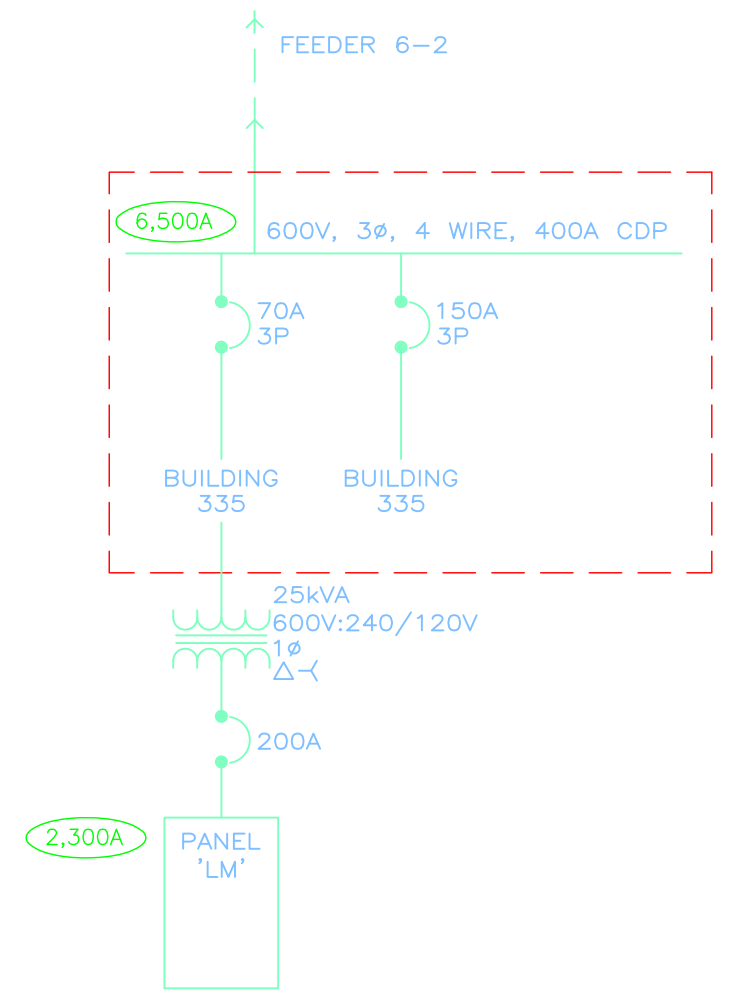 FEEDER 6-2
6,500A
600V, 3ø, 4 WIRE, 400A CDP
70A
3P
150A
3P
BUILDING
335
BUILDING
335
25kVA
600V:240/120V
1ø
200A
2,300A
PANEL
'LM'